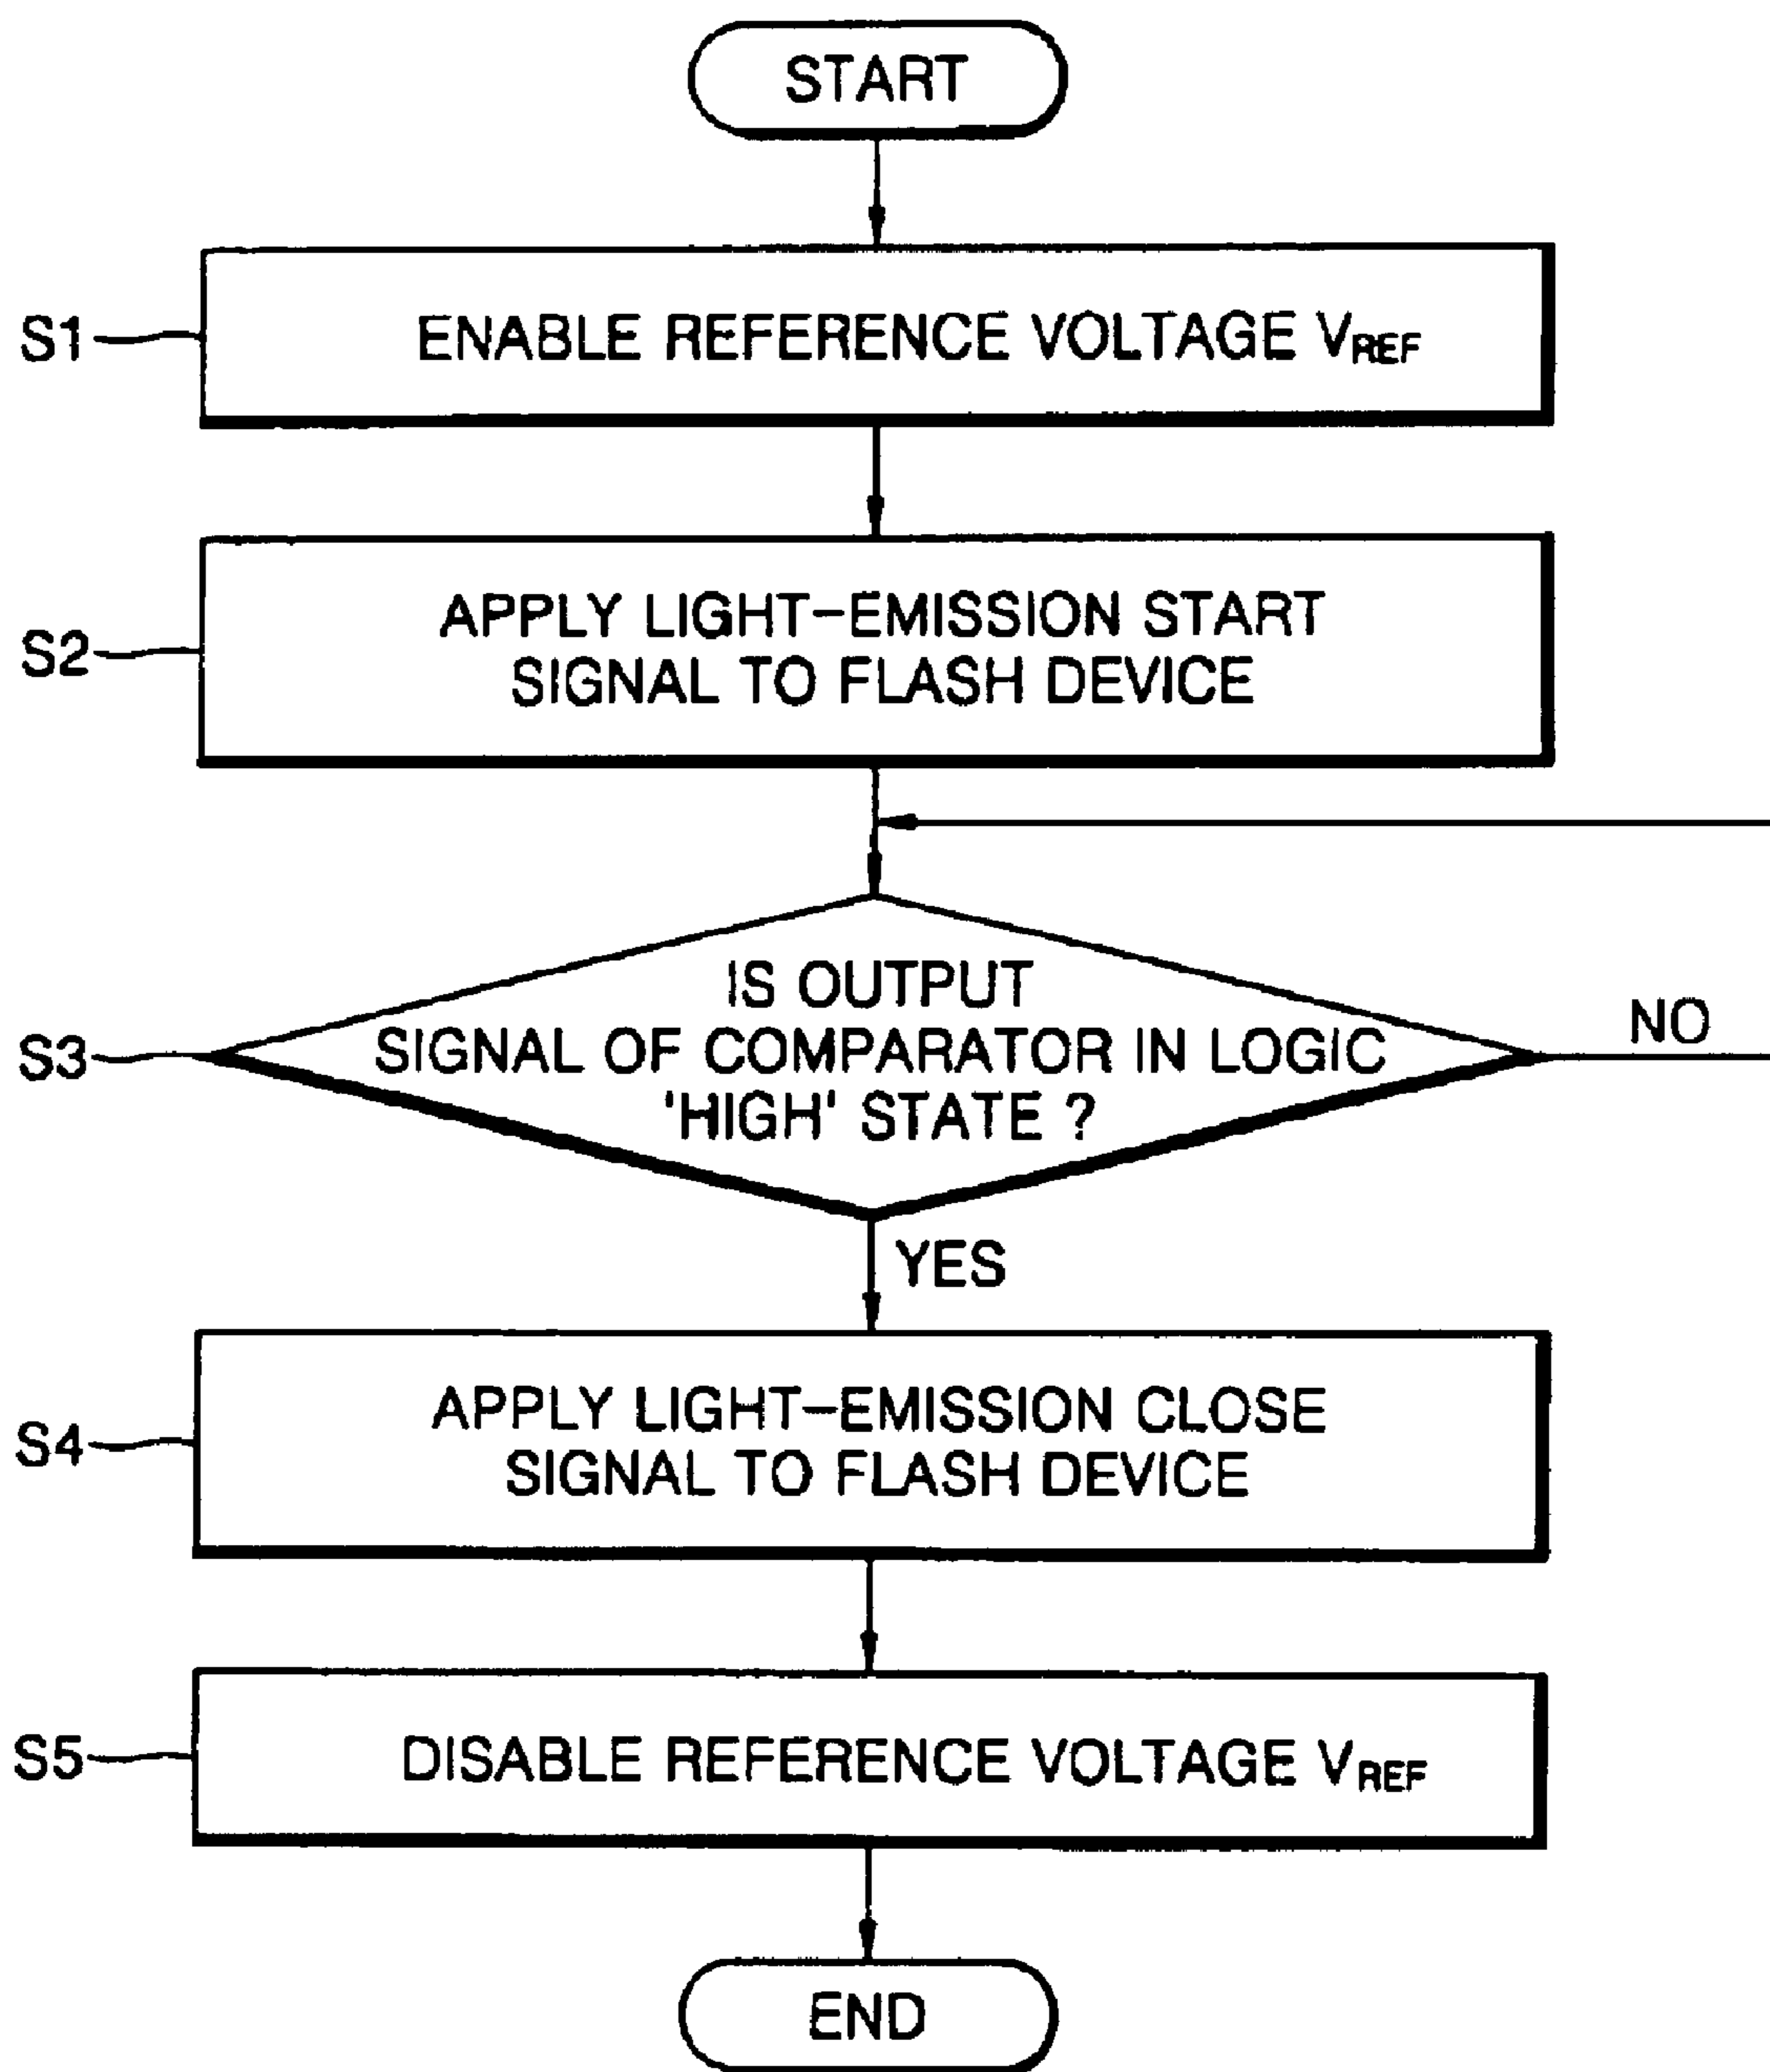 START
S1
ENABLE REFERENCE VOLTAGE VREF
S2
APPLY LIGHT-EMISSION START
SIGNAL TO FLASH DEVICE
S3
IS OUTPUT
SIGNAL OF COMPARATOR IN LOGIC
'HIGH' STATE ?
NO
YES
S4
APPLY LIGHT-EMISSION CLOSE
SIGNAL TO FLASH DEVICE
S5
DISABLE REFERENCE VOLTAGE VREF
END